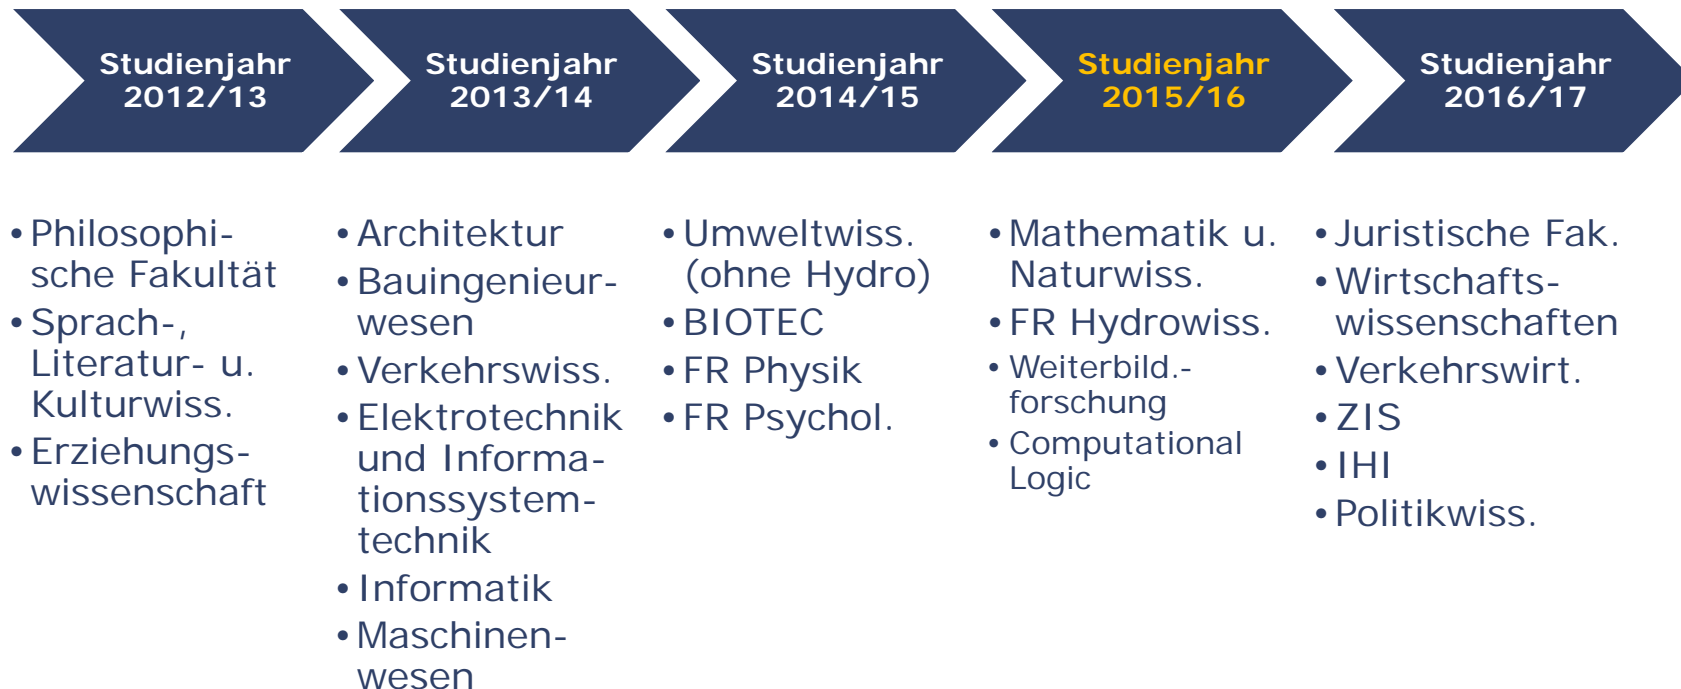 Studienjahr
2012/13
Studienjahr
2013/14
Studienjahr
2014/15
Studienjahr
2015/16
Studienjahr
2016/17
• Philosophi-
sche Fakultät
• Sprach-,
Literatur- u.
Kulturwiss.
• Erziehungs-
wissenschaft
• Architektur
• Bauingenieur-
wesen
• Verkehrswiss.
• Elektrotechnik
und Informa-
tionssystem-
technik
• Informatik
• Maschinen-
wesen
• Umweltwiss.
(ohne Hydro)
• BIOTEC
• FR Physik
• FR Psychol.
• Mathematik u.
Naturwiss.
• FR Hydrowiss.
• Weiterbild.-
forschung
• Computational
Logic
• Juristische Fak.
• Wirtschafts-
wissenschaften
• Verkehrswirt.
• ZIS
• IHI
• Politikwiss.